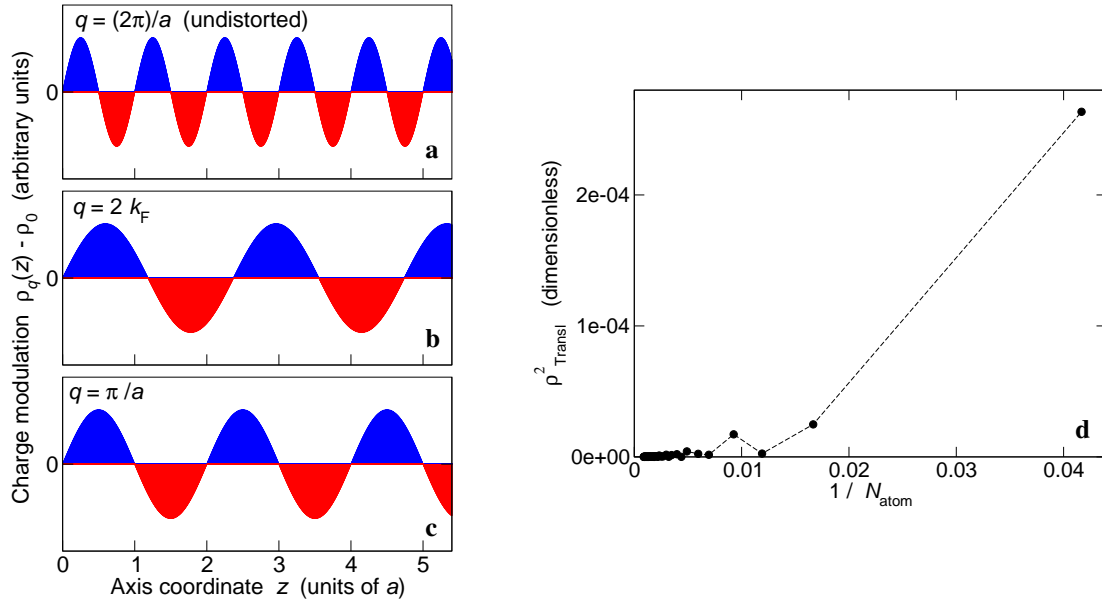 Charge modulation ρq(z) - ρ0 (arbitrary units)
q = (2π)/a (undistorted)
0
a
q = 2 kF
0
b
q = π /a
0
c
0 1 2 3 4 5
Axis coordinate z (units of a)
ρ2Transl (dimensionless)
2e-04
1e-04
0e+00
d
0 0.01 0.02 0.03 0.04
1 / Natom